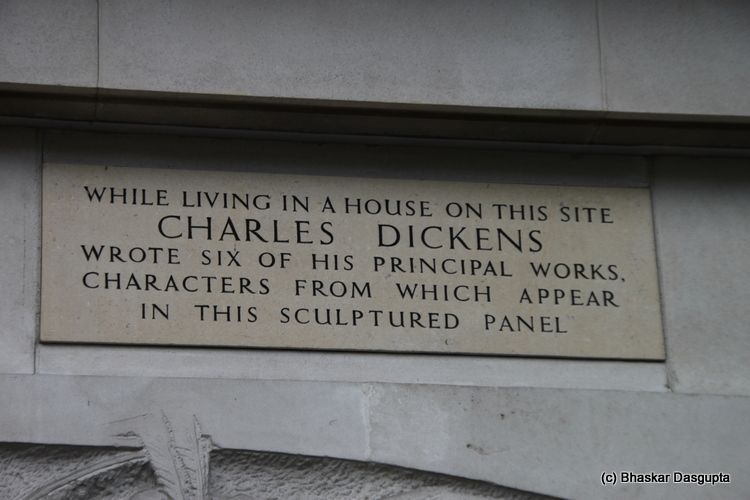 WHILE LIVING IN A HOUSE ON THIS SITE
CHARLES DICKENS
WROTE SIX OF HIS PRINCIPAL WORKS,
CHARACTERS FROM WHICH APPEAR
IN THIS SCULPTURED PANEL
(c) Bhaskar Dasgupta